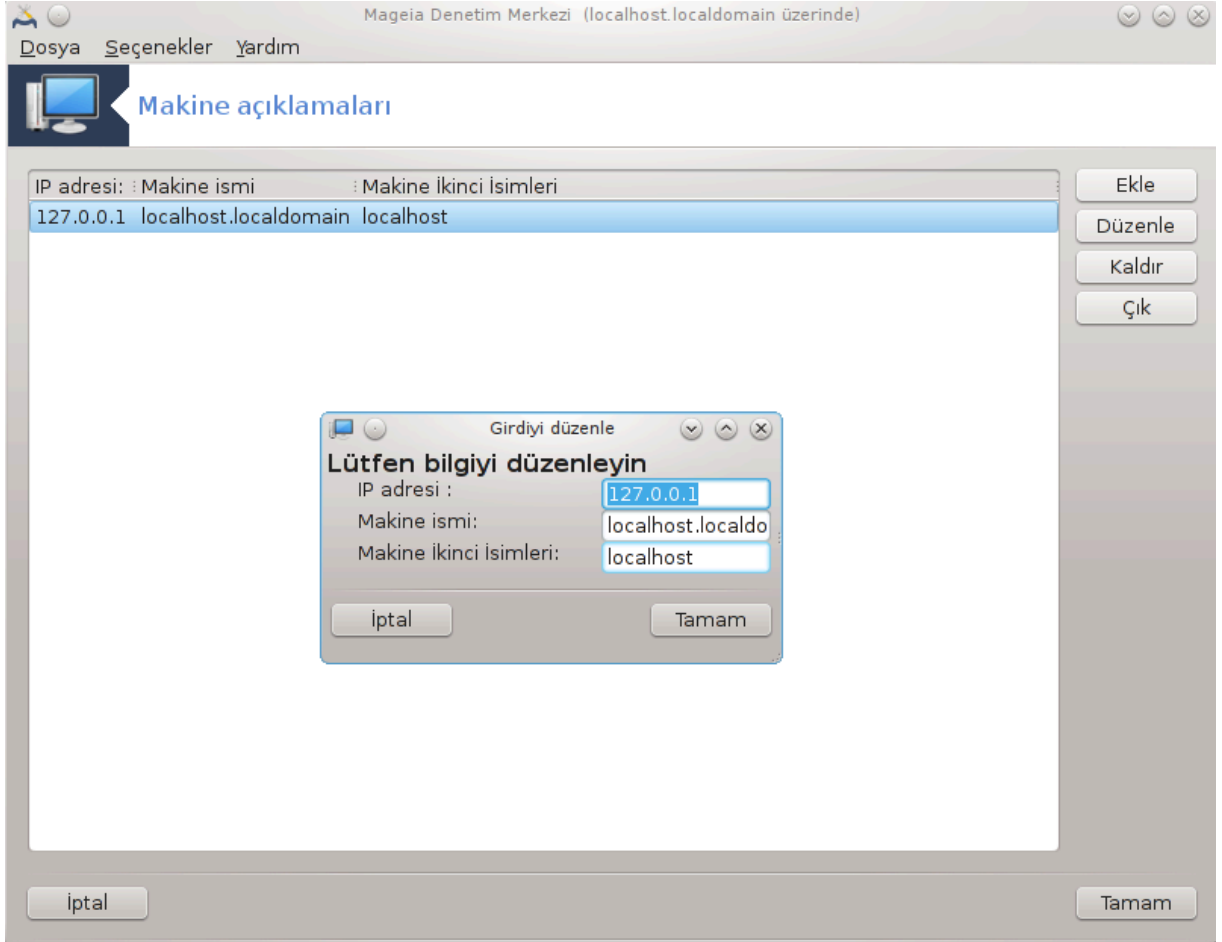 Mageia Denetim Merkezi (localhost.localdomain üzerinde)
Dosya Seçenekler Yardım
Makine açıklamaları
IP adresi: Makine ismi Makine İkinci İsimleri
127.0.0.1 localhost.localdomain localhost
Ekle
Düzenle
Kaldır
Çık
Girdiyi düzenle
Lütfen bilgiyi düzenleyin
IP adresi : 127.0.0.1
Makine ismi: localhost.localdo
Makine İkinci İsimleri: localhost
İptal Tamam
İptal Tamam